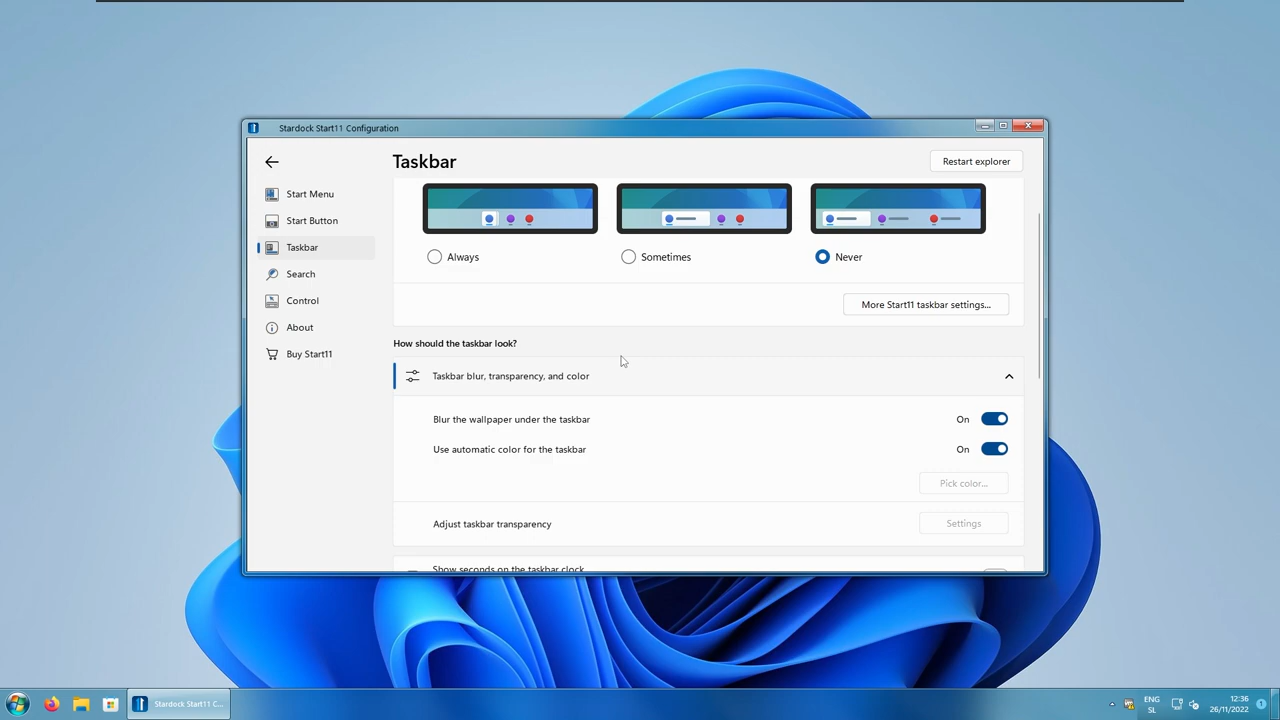 Stardock Start11 Configuration
Taskbar
Restart explorer
Start Menu
Start Button
Taskbar
Search
Control
About
Buy Start11
Always
Sometimes
Never
More Start11 taskbar settings...
How should the taskbar look?
Taskbar blur, transparency, and color
Blur the wallpaper under the taskbar
On
Use automatic color for the taskbar
On
Pick color...
Adjust taskbar transparency
Settings
Show seconds on the taskbar clock
Stardock Start11 C...
ENG
SL
12:36
26/11/2022
1